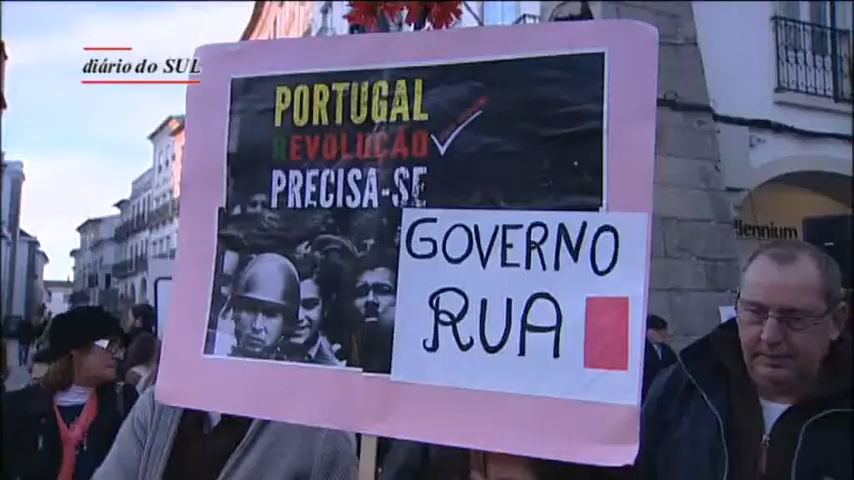 diário do SUL
PORTUGAL
REVOLUÇÃO
PRECISA-SE
GOVERNO
RUA
llennium